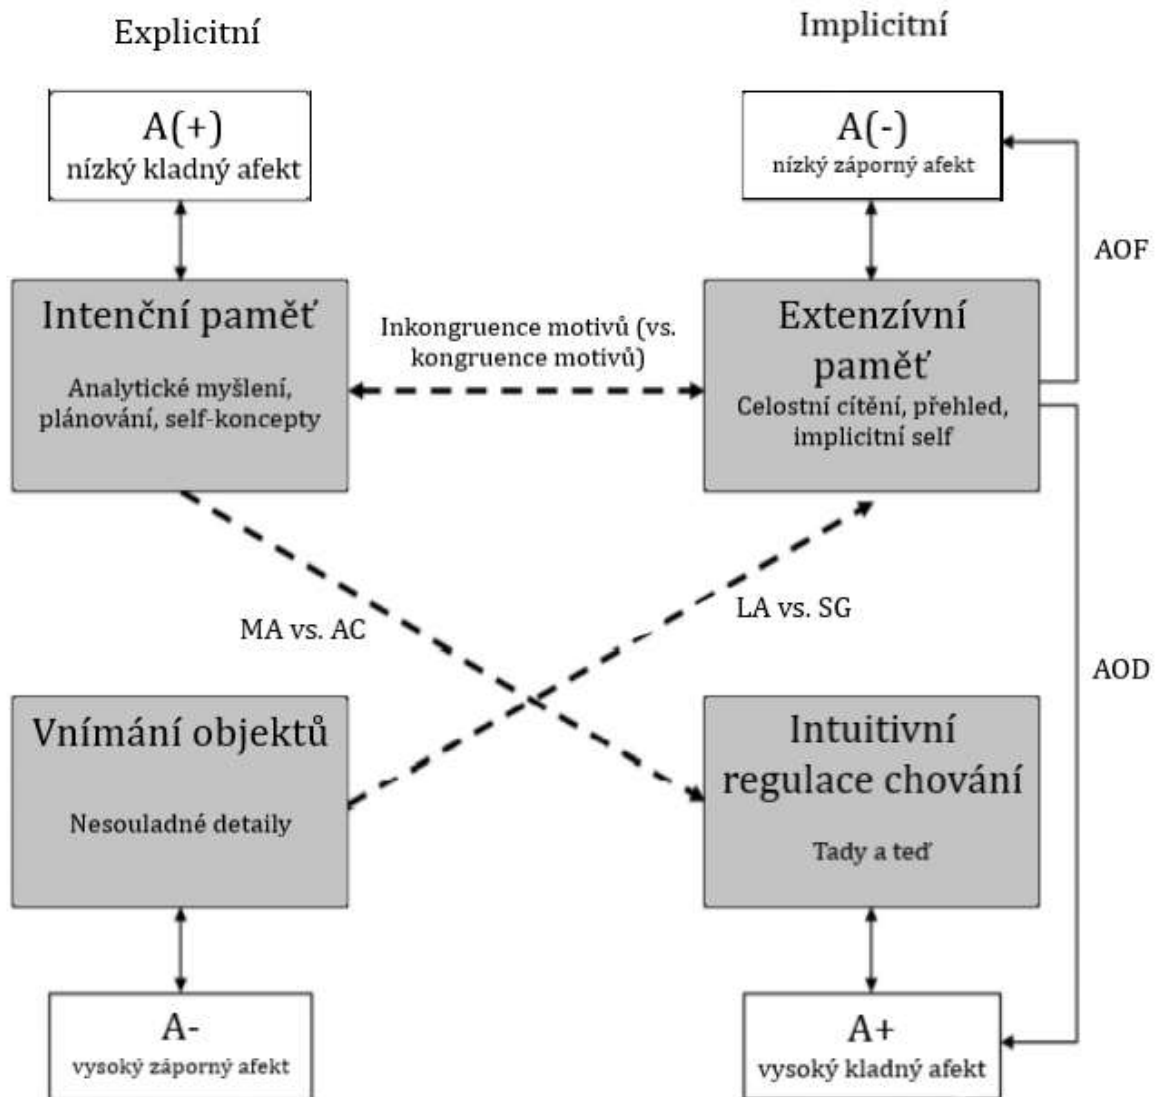 Explicitní
Implicitní
A(+)
nízký kladný afekt
A(-)
nízký záporný afekt
AOF
Intenční paměť
Analytické myšlení,
plánování, self-koncepty
Inkongruence motivů (vs.
kongruence motivů)
Extenzívní
paměť
Celostní cítění, přehled,
implicitní self
MA vs. AC
LA vs. SG
AOD
Vnímání objektů
Nesouladné detaily
Intuitivní
regulace chování
Tady a teď
A-
vysoký záporný afekt
A+
vysoký kladný afekt